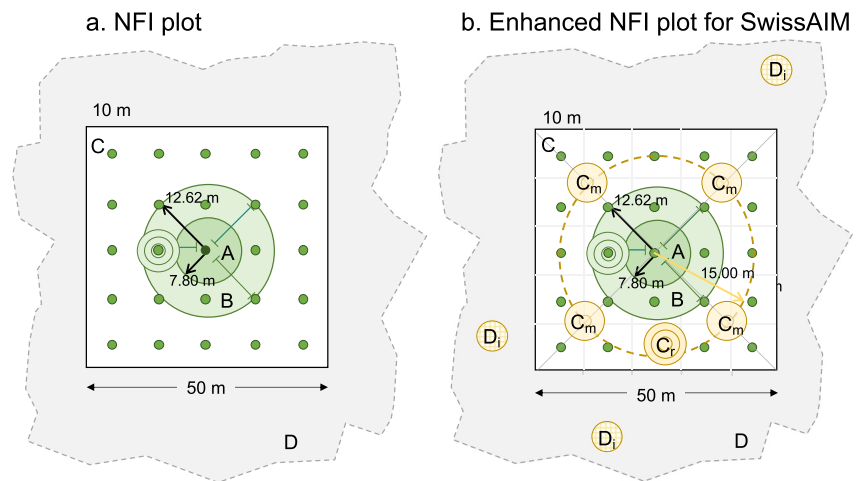 a. NFI plot
b. Enhanced NFI plot for SwissAIM
10 m
C
12.62 m
A
7.80 m
B
50 m
D
Di
10 m
C
Cm
Cm
12.62 m
A
15.00 m
7.80 m
m
B
Cm
Cm
Cr
Di
50 m
Di
D